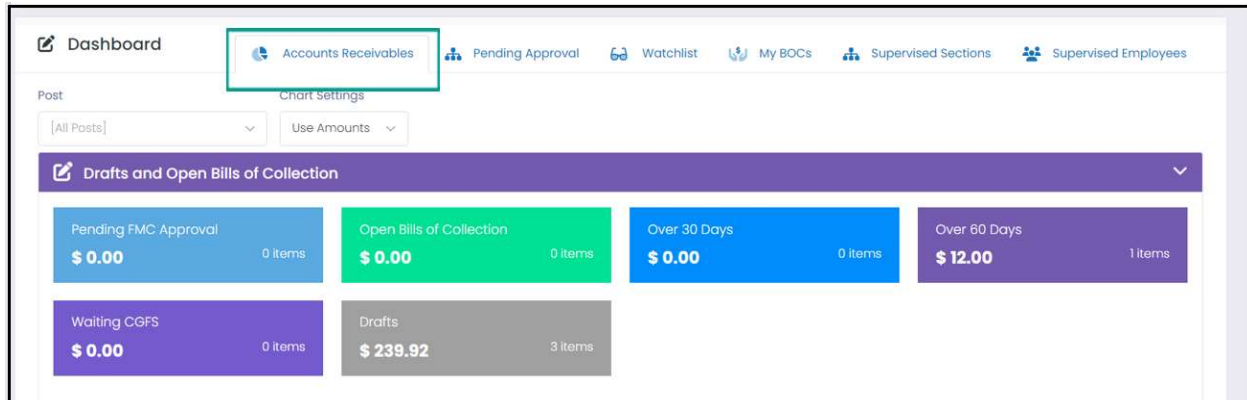 Dashboard
Accounts Receivables
Pending Approval
Watchlist
My BOCs
Supervised Sections
Supervised Employees
Post
Chart Settings
[All Posts]
Use Amounts
Drafts and Open Bills of Collection
Pending FMC Approval
$ 0.00
0 items
Open Bills of Collection
$ 0.00
0 items
Over 30 Days
$ 0.00
0 items
Over 60 Days
$ 12.00
1 items
Waiting CGFS
$ 0.00
0 items
Drafts
$ 239.92
3 items